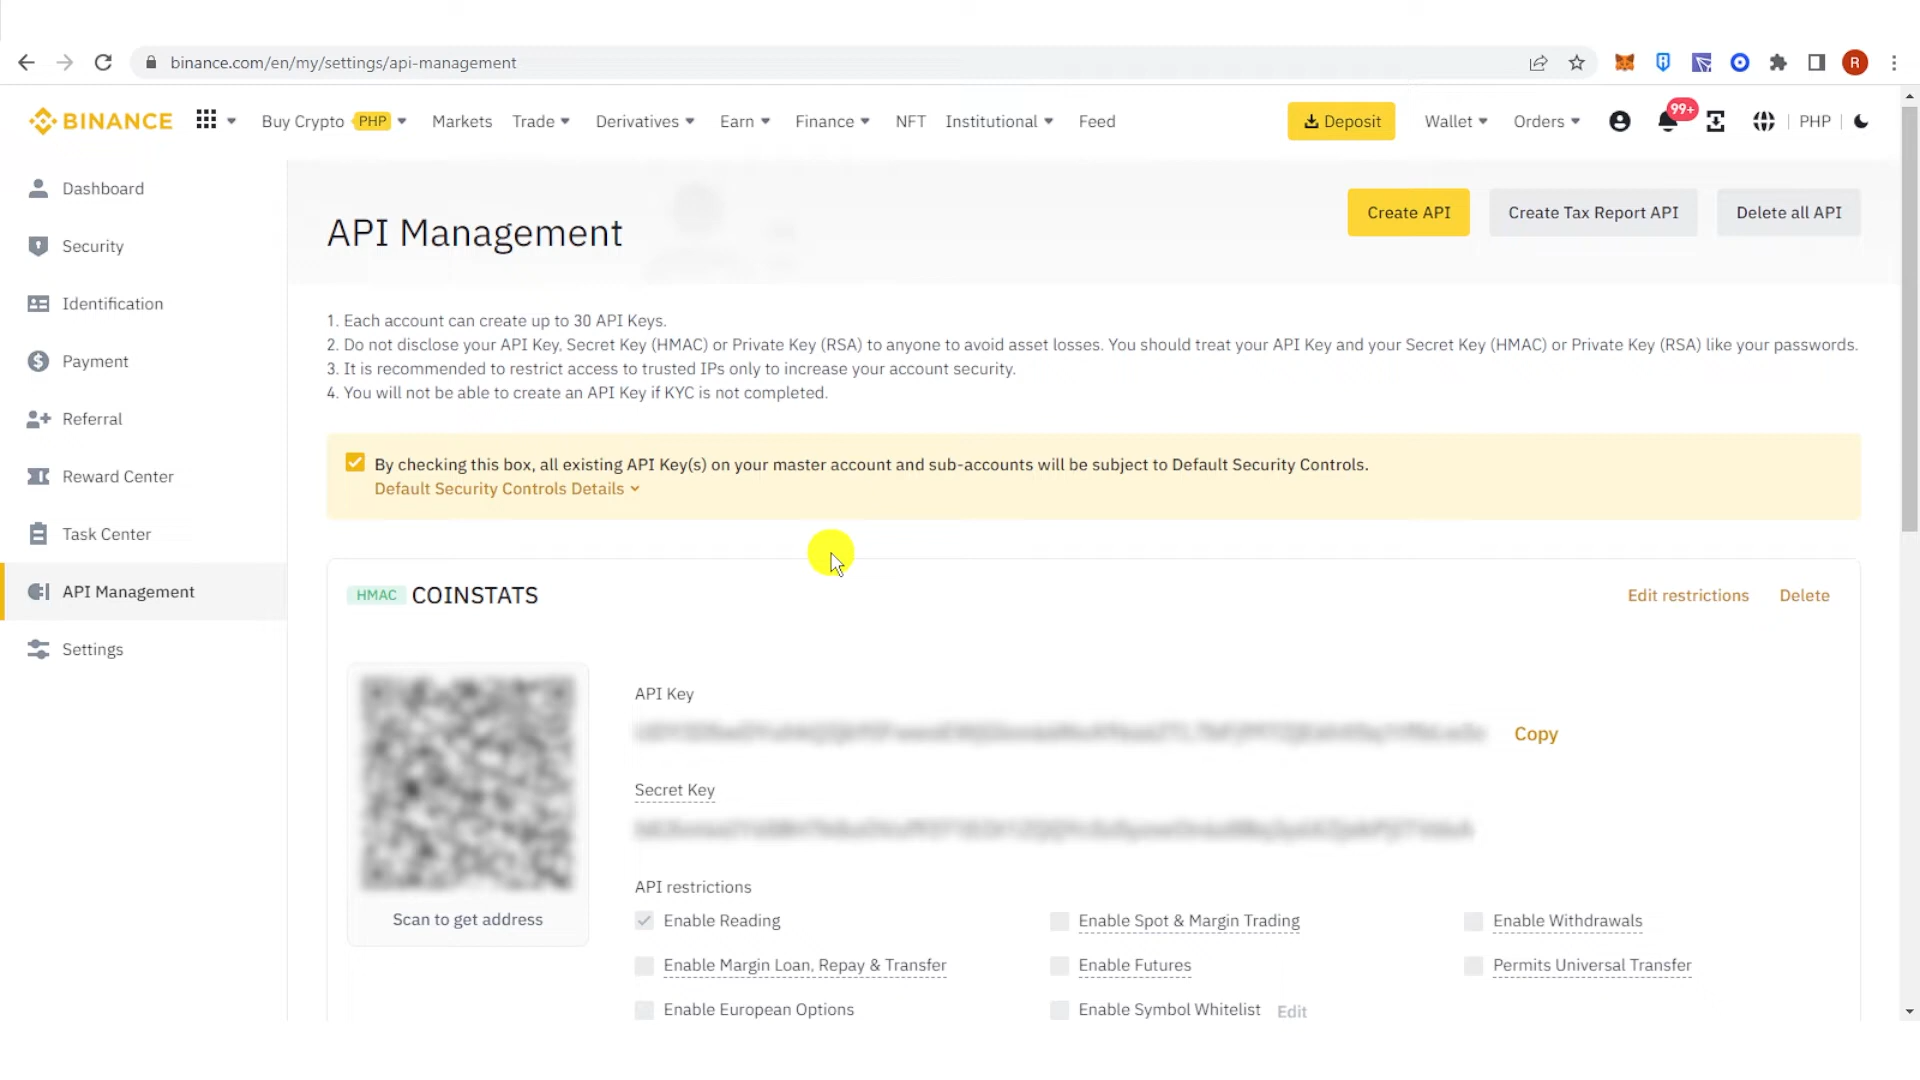 binance.com/en/my/settings/api-management
R
BINANCE
Buy Crypto PHP
Markets
Trade
Derivatives
Earn
Finance
NFT
Institutional
Feed
Deposit
Wallet
Orders
99+
PHP
Dashboard
Security
Identification
Payment
Referral
Reward Center
Task Center
API Management
Settings
API Management
Create API
Create Tax Report API
Delete all API
1. Each account can create up to 30 API Keys.
2. Do not disclose your API Key, Secret Key (HMAC) or Private Key (RSA) to anyone to avoid asset losses. You should treat your API Key and your Secret Key (HMAC) or Private Key (RSA) like your passwords.
3. It is recommended to restrict access to trusted IPs only to increase your account security.
4. You will not be able to create an API Key if KYC is not completed.
By checking this box, all existing API Key(s) on your master account and sub-accounts will be subject to Default Security Controls.
Default Security Controls Details
HMAC COINSTATS
Edit restrictions
Delete
Scan to get address
API Key
Copy
Secret Key
API restrictions
Enable Reading
Enable Spot & Margin Trading
Enable Withdrawals
Enable Margin Loan, Repay & Transfer
Enable Futures
Permits Universal Transfer
Enable European Options
Enable Symbol Whitelist Edit